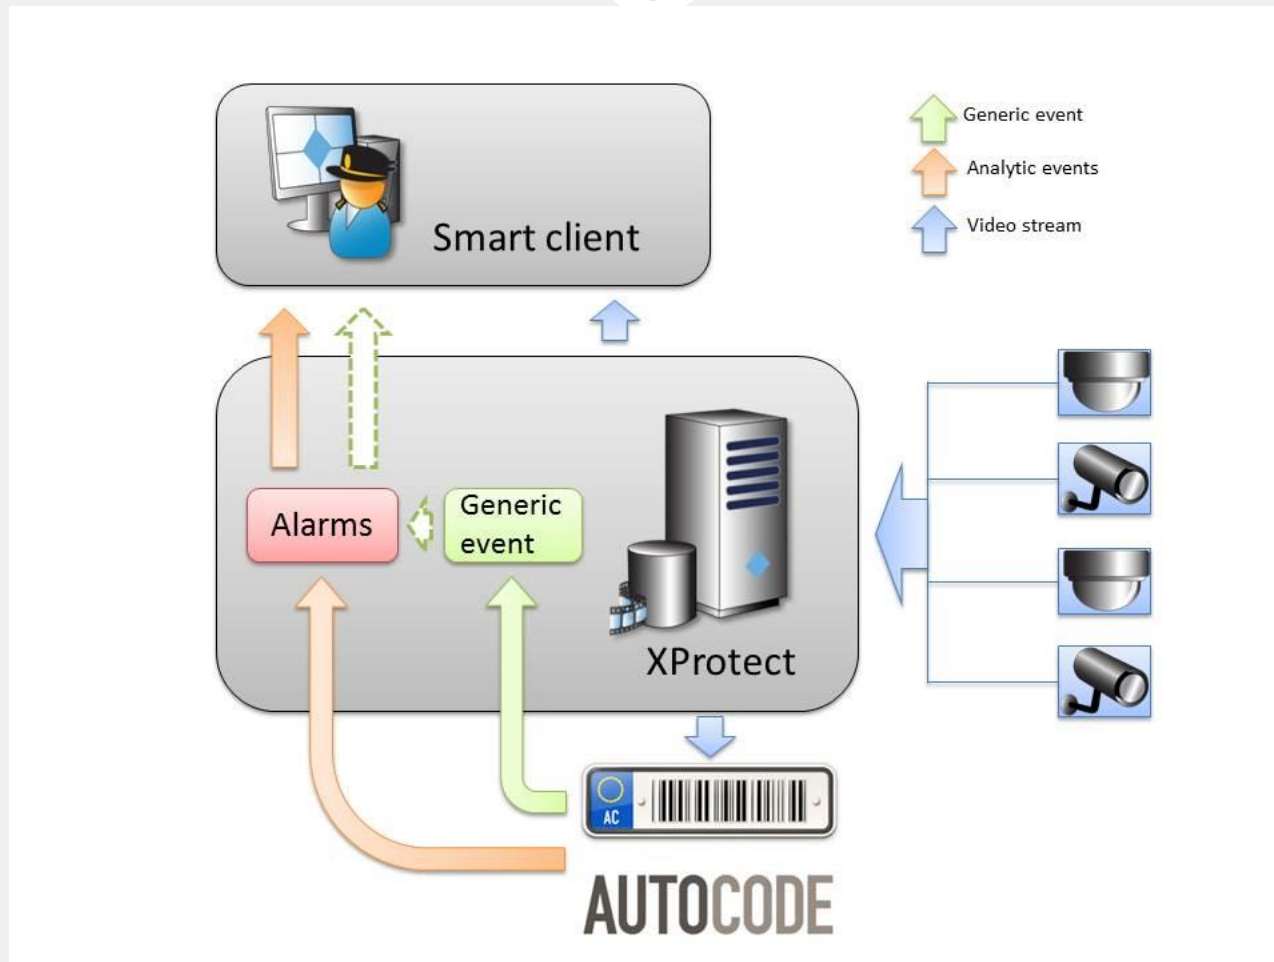 Generic event
Analytic events
Video stream
Smart client
Alarms
Generic
event
XProtect
AC
AUTOCODE